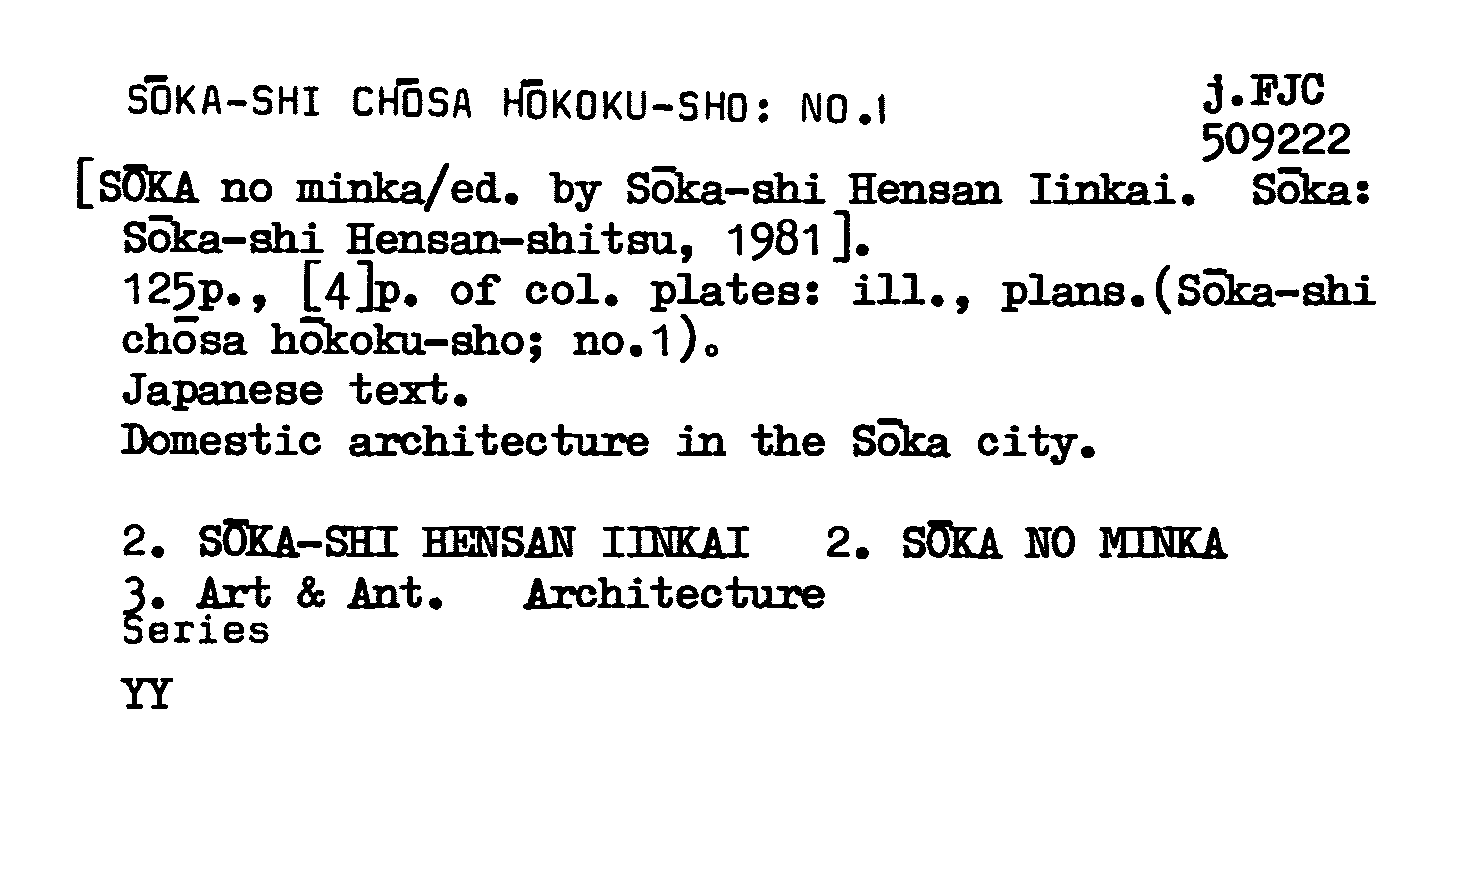 SŌKA-SHI CHŌSA HŌKOKU-SHO: NO.1
j.FJC
509222
[SŌKA no minka/ed. by Sōka-shi Hensan Iinkai. Sōka:
Sōka-shi Hensan-shitsu, 1981].
125p., [4]p. of col. plates: ill., plans.(Sōka-shi
chōsa hōkoku-sho; no.1).
Japanese text.
Domestic architecture in the Sōka city.
2. SŌKA-SHI HENSAN IINKAI 2. SŌKA NO MINKA
3. Art & Ant. Architecture
Series
YY